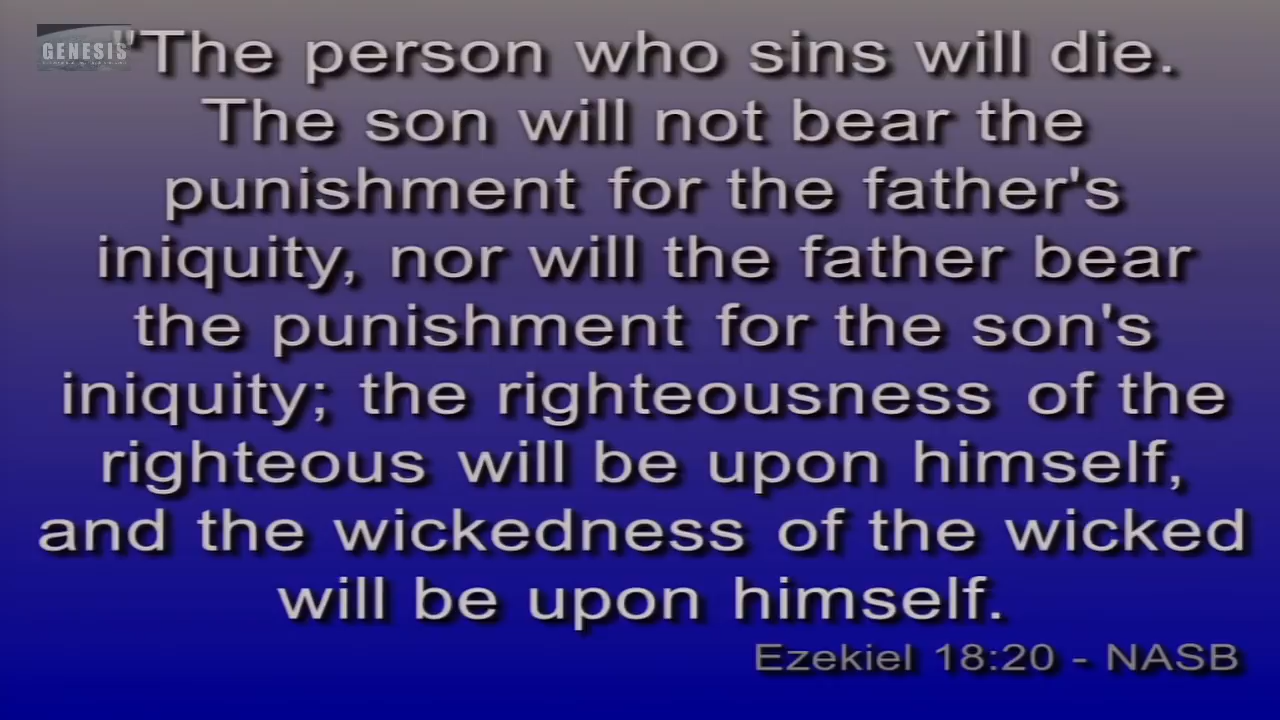 GENESIS
"The person who sins will die.
The son will not bear the
punishment for the father's
iniquity, nor will the father bear
the punishment for the son's
iniquity; the righteousness of the
righteous will be upon himself,
and the wickedness of the wicked
will be upon himself.
Ezekiel 18:20 - NASB